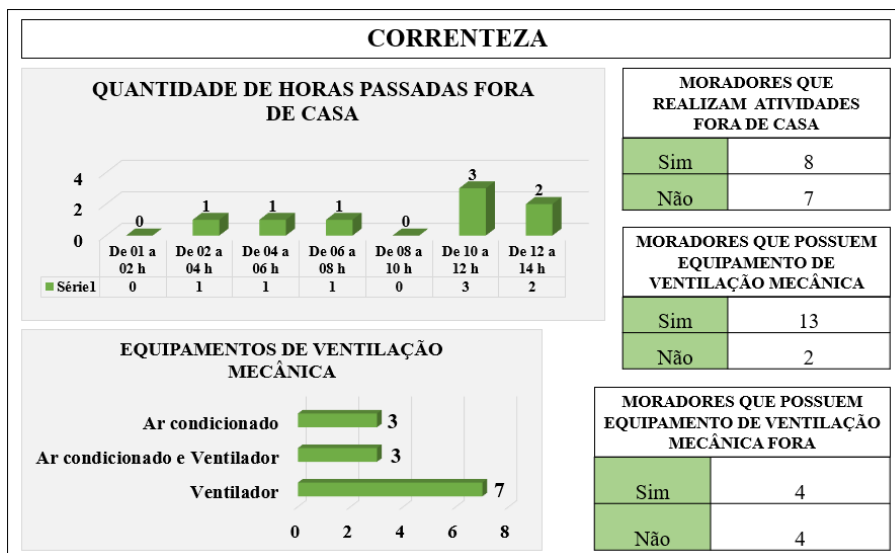 CORRENTEZA
QUANTIDADE DE HORAS PASSADAS FORA
DE CASA
4
2
0
0
1
1
1
0
3
2
De 01 a
02 h
De 02 a
04 h
De 04 a
06 h
De 06 a
08 h
De 08 a
10 h
De 10 a
12 h
De 12 a
14 h
Série1 0 1 1 1 0 3 2
EQUIPAMENTOS DE VENTILAÇÃO
MECÂNICA
Ar condicionado 3
Ar condicionado e Ventilador 3
Ventilador 7
0 2 4 6 8
MORADORES QUE
REALIZAM ATIVIDADES
FORA DE CASA
Sim 8
Não 7
MORADORES QUE POSSUEM
EQUIPAMENTO DE
VENTILAÇÃO MECÂNICA
Sim 13
Não 2
MORADORES QUE POSSUEM
EQUIPAMENTO DE VENTILAÇÃO
MECÂNICA FORA
Sim 4
Não 4